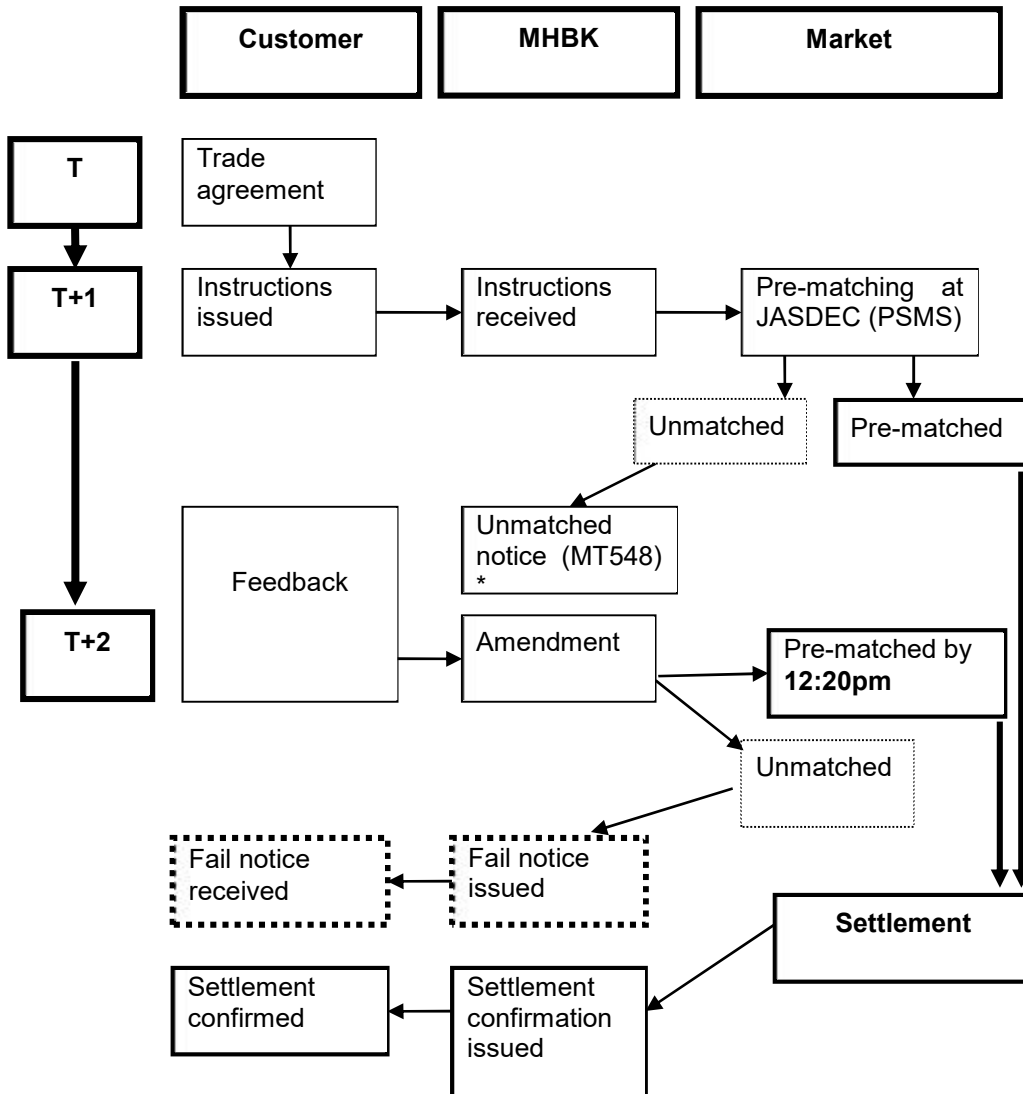 Customer
MHBK
Market
T
Trade
agreement
T+1
Instructions
issued
Instructions
received
Pre-matching at
JASDEC (PSMS)
Unmatched
Pre-matched
Feedback
Unmatched
notice (MT548)
*
T+2
Amendment
Pre-matched by
12:20pm
Unmatched
Fail notice
received
Fail notice
issued
Settlement
Settlement
confirmed
Settlement
confirmation
issued